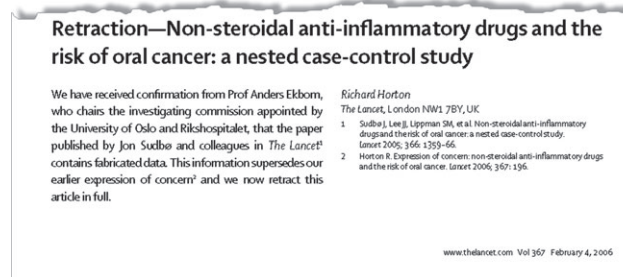 Retraction—Non-steroidal anti-inflammatory drugs and the
risk of oral cancer: a nested case-control study
We have received confirmation from Prof Anders Ekbom,
who chairs the investigating commission appointed by
the University of Oslo and Rikshospitalet, that the paper
published by Jon Sudbø and colleagues in The Lancet¹
contains fabricated data. This information supersedes our
earlier expression of concern² and we now retract this
article in full.
Richard Horton
The Lancet, London NW1 7BY, UK
1 Sudbø J, Lee JJ, Lippman SM, et al. Non-steroidal anti-inflammatory
drugs and the risk of oral cancer: a nested case-control study.
Lancet 2005; 366: 1359–66.
2 Horton R. Expression of concern: non-steroidal anti-inflammatory drugs
and the risk of oral cancer. Lancet 2006; 367: 196.
www.thelancet.com Vol 367 February 4, 2006